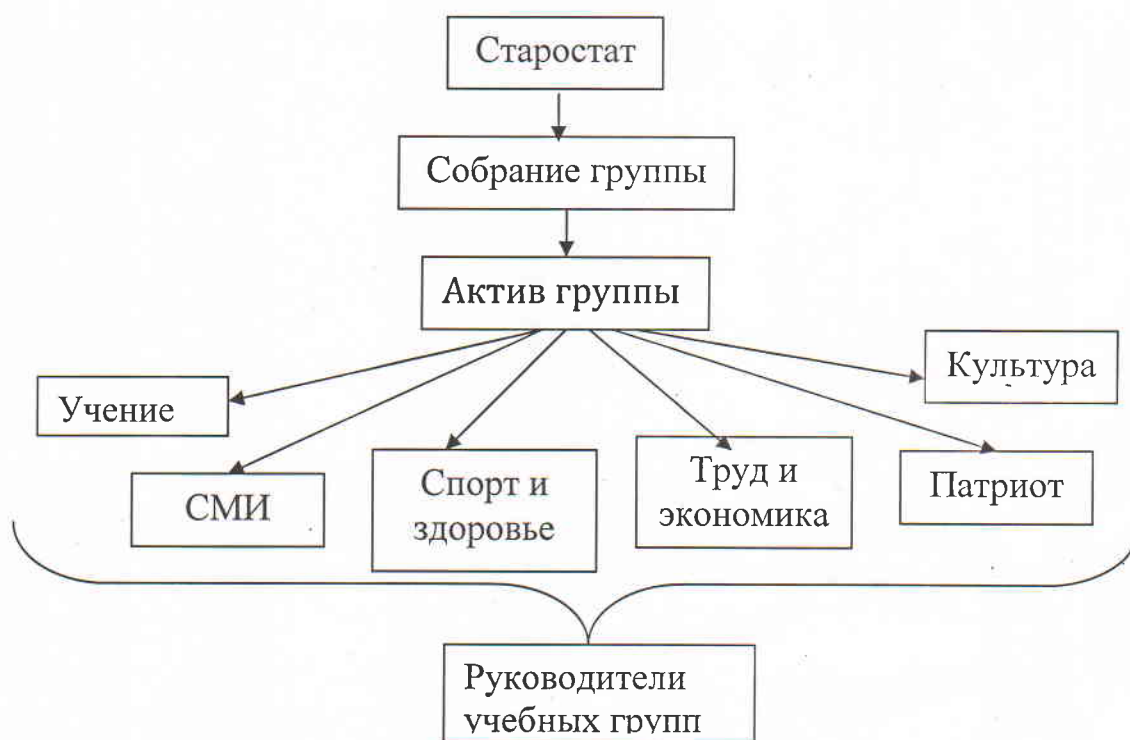 Старостат
Собрание группы
Актив группы
Культура
Учение
СМИ
Спорт и
здоровье
Труд и
экономика
Патриот
Руководители
учебных групп